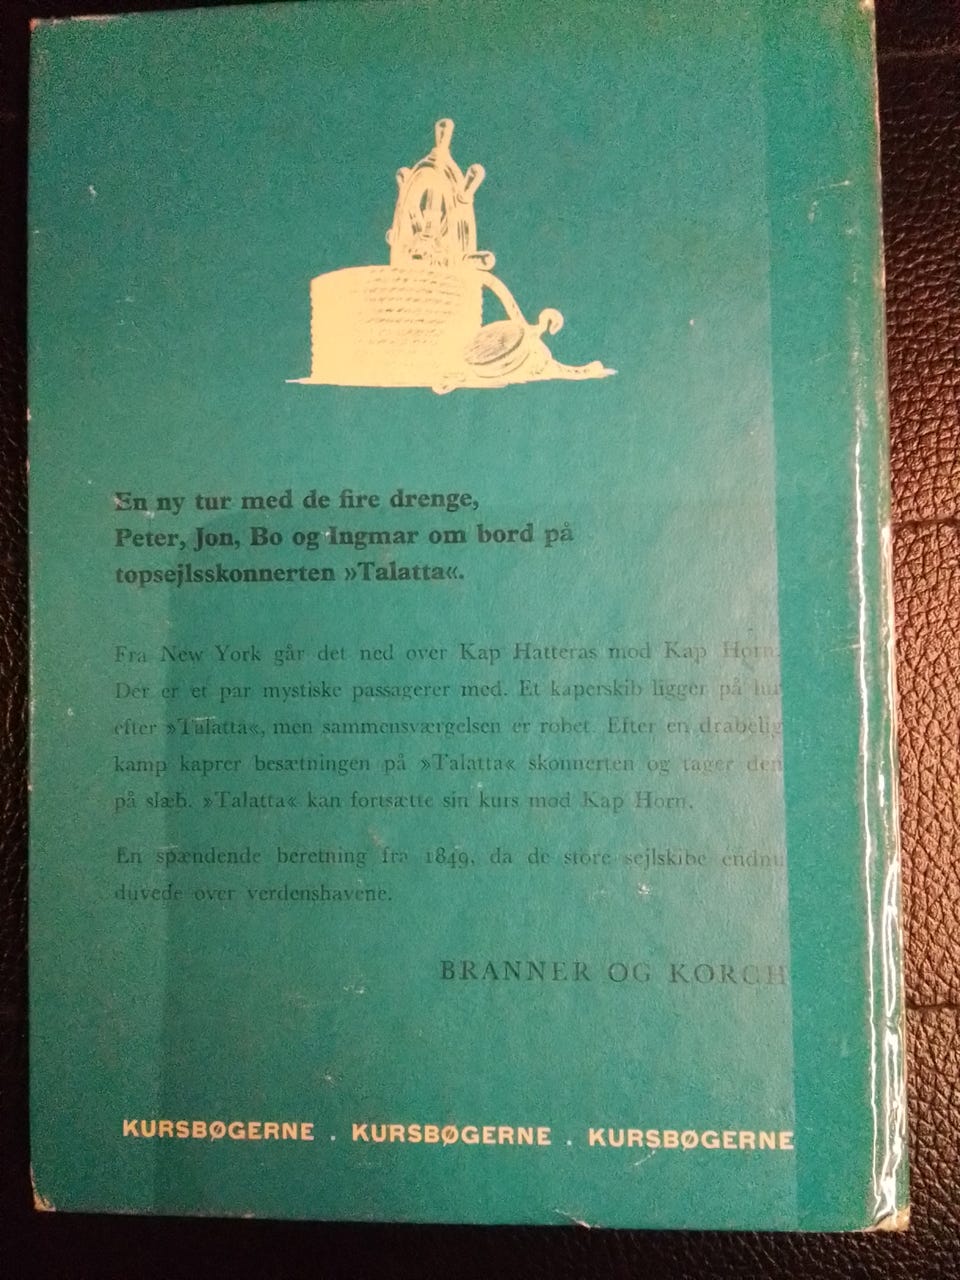 En ny tur med de fire drenge,
Peter, Jon, Bo og Ingmar om bord på
topsejlsskonnerten »Talatta«.
Fra New York går det ned over Kap Hatteras mod Kap Horn.
Der er et par mystiske passagerer med. Et kaperskib ligger på lur
efter »Talatta«, men sammensværgelsen er robet. Efter en drabelig
kamp kaprer besætningen på »Talatta« skonnerten og tager den
på slæb. »Talatta« kan fortsætte sin kurs mod Kap Horn.
En spændende beretning fra 1849, da de store sejlskibe endnu
duvede over verdenshavene.
BRANNER OG KORCH
KURSBØGERNE . KURSBØGERNE . KURSBØGERNE